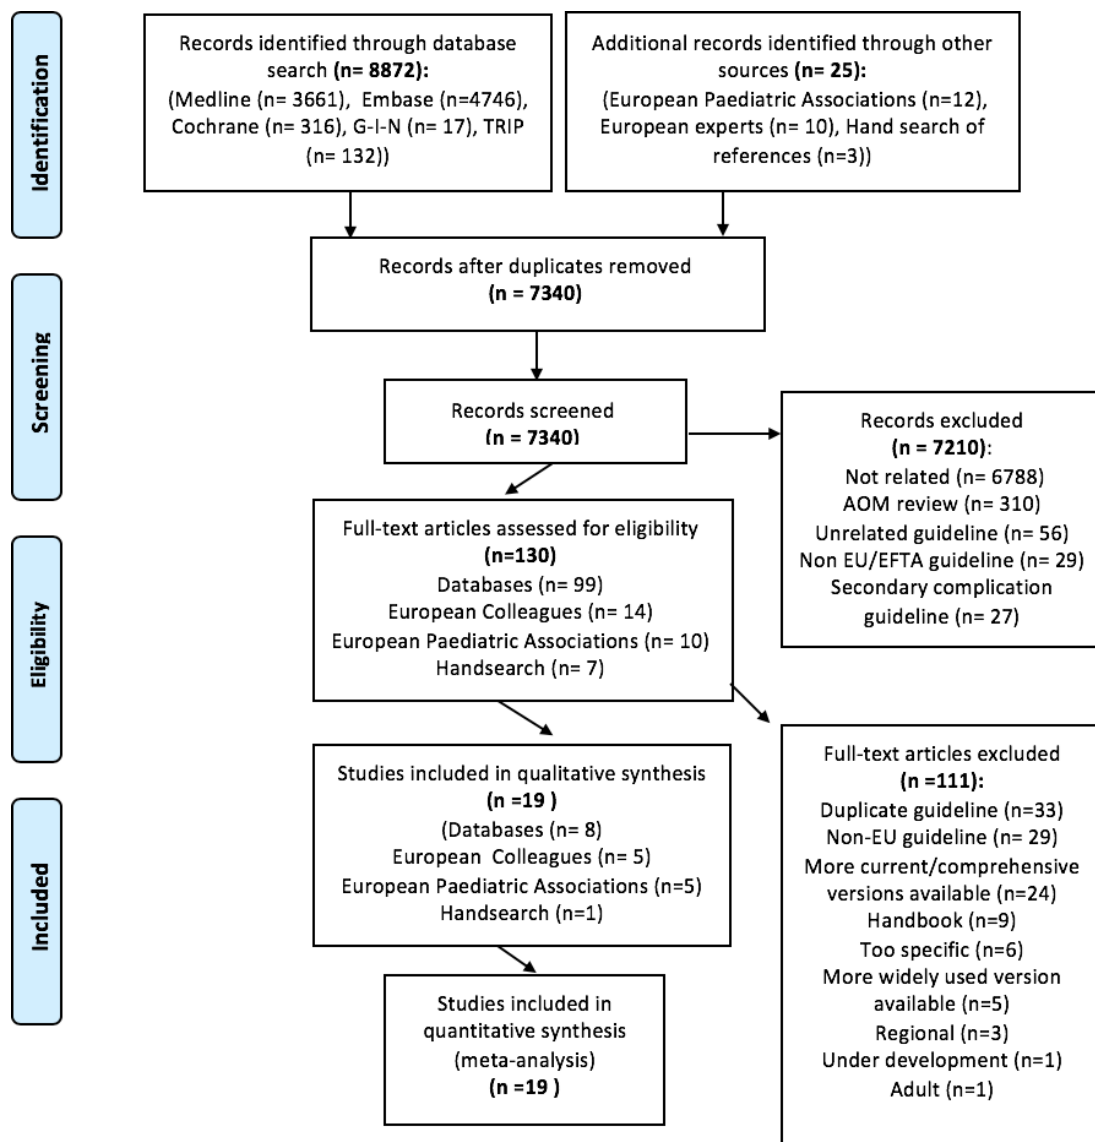 Identification
Records identified through database
search (n= 8872):
(Medline (n= 3661), Embase (n=4746),
Cochrane (n= 316), G-I-N (n= 17), TRIP
(n= 132))
Additional records identified through other
sources (n= 25):
(European Paediatric Associations (n=12),
European experts (n= 10), Hand search of
references (n=3))
Records after duplicates removed
(n = 7340)
Screening
Records screened
(n = 7340)
Records excluded
(n = 7210):
Not related (n= 6788)
AOM review (n= 310)
Unrelated guideline (n= 56)
Non EU/EFTA guideline (n= 29)
Secondary complication
guideline (n= 27)
Eligibility
Full-text articles assessed for eligibility
(n=130)
Databases (n= 99)
European Colleagues (n= 14)
European Paediatric Associations (n= 10)
Handsearch (n= 7)
Full-text articles excluded
(n =111):
Duplicate guideline (n=33)
Non-EU guideline (n= 29)
More current/comprehensive
versions available (n=24)
Handbook (n=9)
Too specific (n=6)
More widely used version
available (n=5)
Regional (n=3)
Under development (n=1)
Adult (n=1)
Included
Studies included in qualitative synthesis
(n =19 )
(Databases (n= 8)
European Colleagues (n= 5)
European Paediatric Associations (n=5)
Handsearch (n=1)
Studies included in
quantitative synthesis
(meta-analysis)
(n =19 )